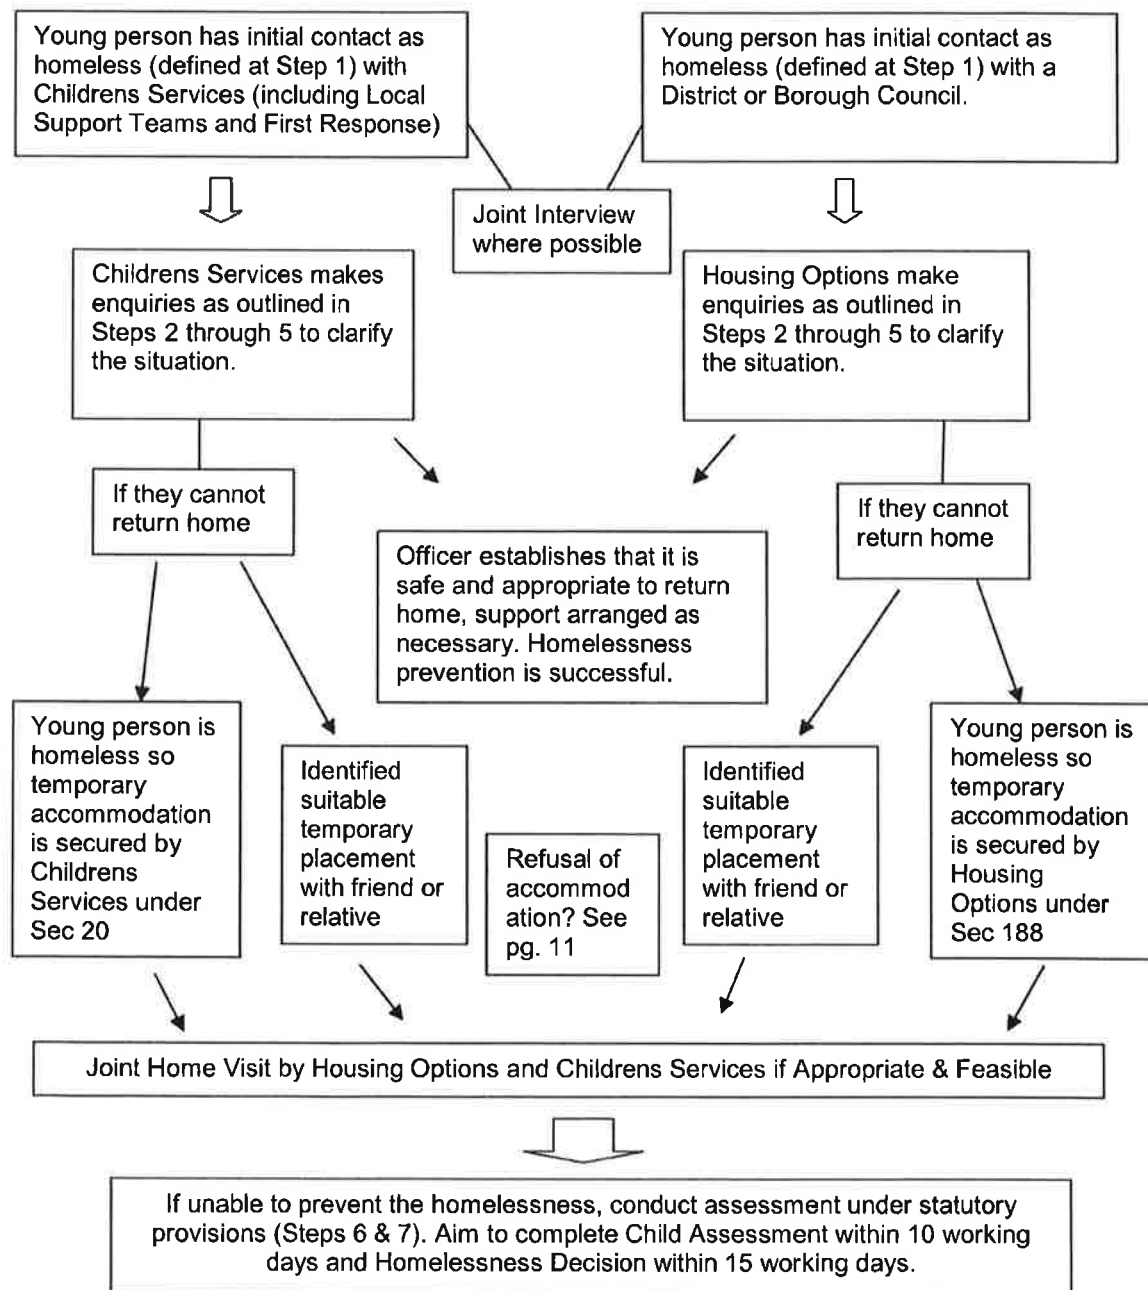 Young person has initial contact as
homeless (defined at Step 1) with
Childrens Services (including Local
Support Teams and First Response)
Young person has initial contact as
homeless (defined at Step 1) with a
District or Borough Council.
Joint Interview
where possible
Childrens Services makes
enquiries as outlined in
Steps 2 through 5 to clarify
the situation.
Housing Options make
enquiries as outlined in
Steps 2 through 5 to clarify
the situation.
If they cannot
return home
If they cannot
return home
Officer establishes that it is
safe and appropriate to return
home, support arranged as
necessary. Homelessness
prevention is successful.
Young person is
homeless so
temporary
accommodation
is secured by
Childrens
Services under
Sec 20
Identified
suitable
temporary
placement
with friend or
relative
Refusal of
accommod
ation? See
pg. 11
Identified
suitable
temporary
placement
with friend or
relative
Young person is
homeless so
temporary
accommodation
is secured by
Housing
Options under
Sec 188
Joint Home Visit by Housing Options and Childrens Services if Appropriate & Feasible
If unable to prevent the homelessness, conduct assessment under statutory
provisions (Steps 6 & 7). Aim to complete Child Assessment within 10 working
days and Homelessness Decision within 15 working days.